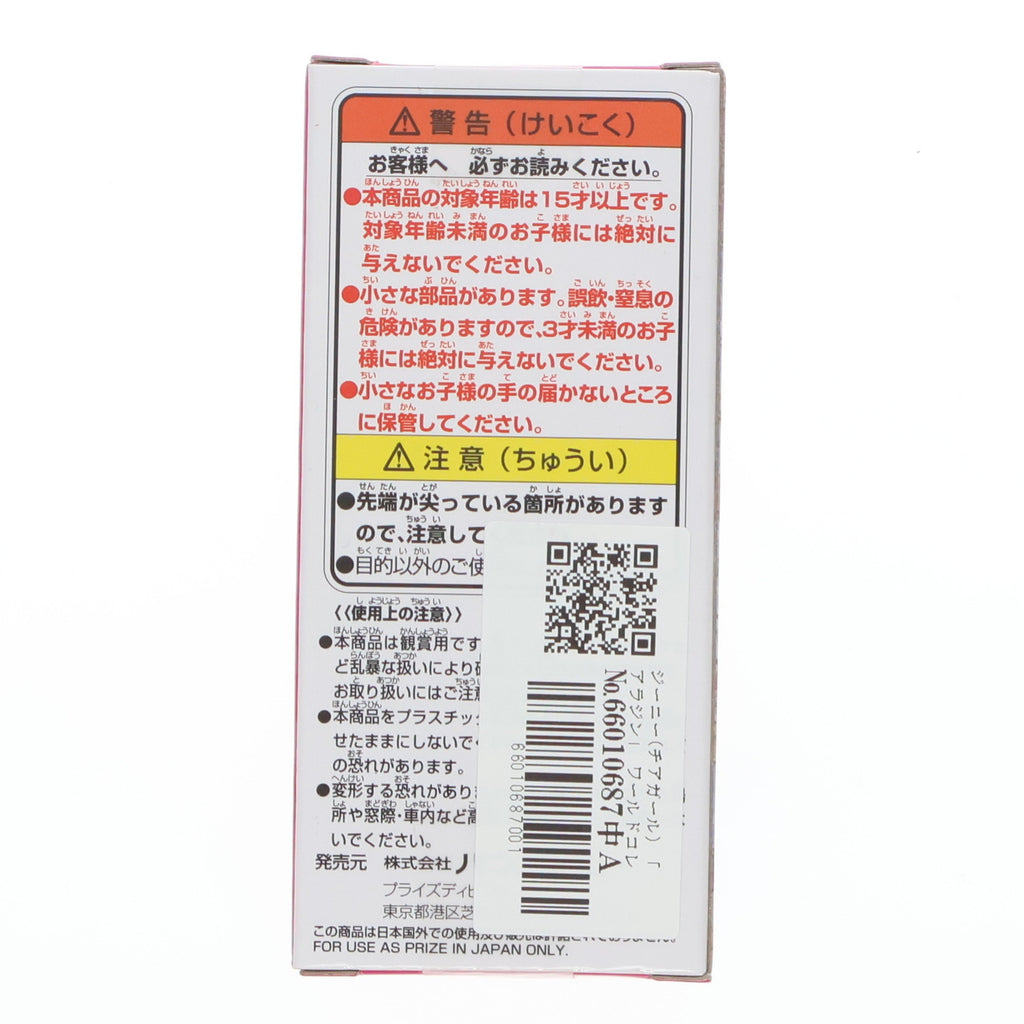 ⚠警告(けいこく)
お客様へ 必ずお読みください。
●本商品の対象年齢は15才以上です。
対象年齢未満のお子様には絶対に
与えないでください。
●小さな部品があります。誤飲・窒息の
危険がありますので、3才未満のお子
様には絶対に与えないでください。
●小さなお子様の手の届かないところ
に保管してください。
⚠注意(ちゅうい)
●先端が尖っている箇所があります
ので、注意して
●目的以外のご使
《使用上の注意》
●本商品は観賞用です
ど乱暴な扱いにより
お取り扱いにはご注意
●本商品をプラスチッ
せたままにしないで
の恐れがあります。
●変形する恐れがあり
所や窓際・車内など高
いでください。
発売元 株式会社
プライズディビ
東京都港区芝
この商品は日本国外での使用及び販売は許諾されておりません。
FOR USE AS PRIZE IN JAPAN ONLY.
ジーニー(チアガール) 「
アラジン」 ワールドコレ
No.66010687中A
66010687001